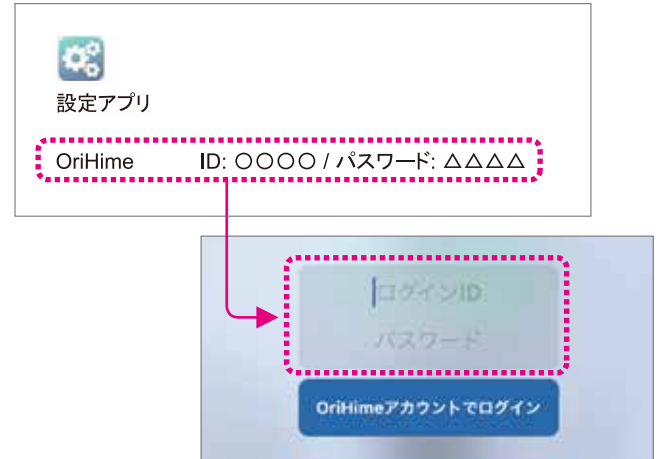 設定アプリ
OriHime ID: 〇〇〇〇 / パスワード: △△△△
ログインID
パスワード
OriHimeアカウントでログイン